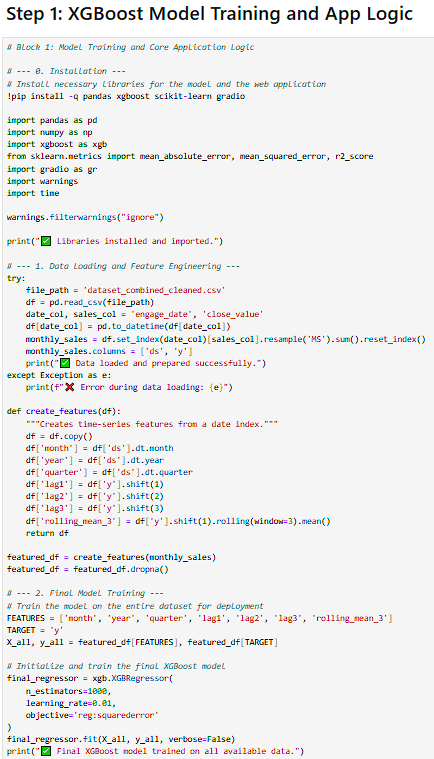 Step 1: XGBoost Model Training and App Logic
# Block 1: Model Training and Core Application Logic
# --- 0. Installation ---
# Install necessary libraries for the model and the web application
!pip install -q pandas xgboost scikit-learn gradio
import pandas as pd
import numpy as np
import xgboost as xgb
from sklearn.metrics import mean_absolute_error, mean_squared_error, r2_score
import gradio as gr
import warnings
import time
warnings.filterwarnings("ignore")
print("✅ Libraries installed and imported.")
# --- 1. Data Loading and Feature Engineering ---
try:
    file_path = 'dataset_combined_cleaned.csv'
    df = pd.read_csv(file_path)
    date_col, sales_col = 'engage_date', 'close_value'
    df[date_col] = pd.to_datetime(df[date_col])
    monthly_sales = df.set_index(date_col)[sales_col].resample('MS').sum().reset_index()
    monthly_sales.columns = ['ds', 'y']
    print("✅ Data loaded and prepared successfully.")
except Exception as e:
    print(f"❌ Error during data loading: {e}")
def create_features(df):
    """Creates time-series features from a date index."""
    df = df.copy()
    df['month'] = df['ds'].dt.month
    df['year'] = df['ds'].dt.year
    df['quarter'] = df['ds'].dt.quarter
    df['lag1'] = df['y'].shift(1)
    df['lag2'] = df['y'].shift(2)
    df['lag3'] = df['y'].shift(3)
    df['rolling_mean_3'] = df['y'].shift(1).rolling(window=3).mean()
    return df
featured_df = create_features(monthly_sales)
featured_df = featured_df.dropna()
# --- 2. Final Model Training ---
# Train the model on the entire dataset for deployment
FEATURES = ['month', 'year', 'quarter', 'lag1', 'lag2', 'lag3', 'rolling_mean_3']
TARGET = 'y'
X_all, y_all = featured_df[FEATURES], featured_df[TARGET]
# Initialize and train the final XGBoost model
final_regressor = xgb.XGBRegressor(
    n_estimators=1000,
    learning_rate=0.01,
    objective='reg:squarederror'
)
final_regressor.fit(X_all, y_all, verbose=False)
print("✅ Final XGBoost model trained on all available data.")